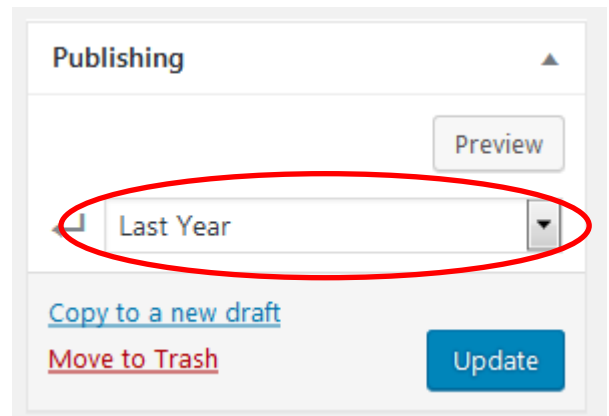 Publishing
Preview
Last Year
Copy to a new draft
Move to Trash
Update